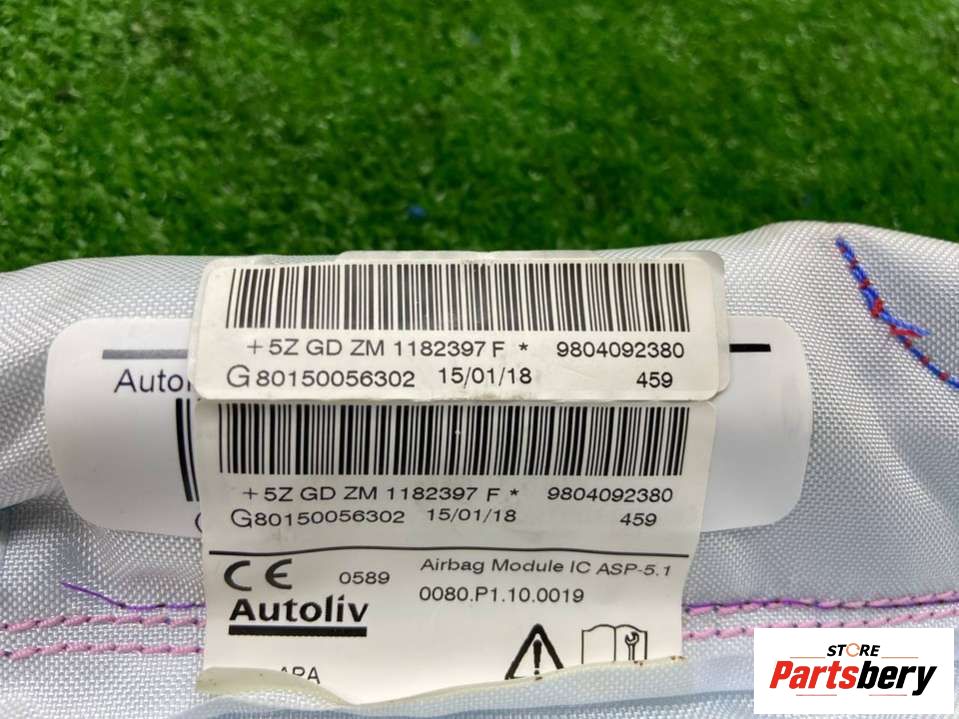 +5Z GD ZM 1182397 F * 9804092380
G80150056302 15/01/18 459
+5Z GD ZM 1182397 F * 9804092380
G80150056302 15/01/18 459
CE 0589 Airbag Module IC ASP-5.1
0080.P1.10.0019
Autoliv
STORE
Partsbery